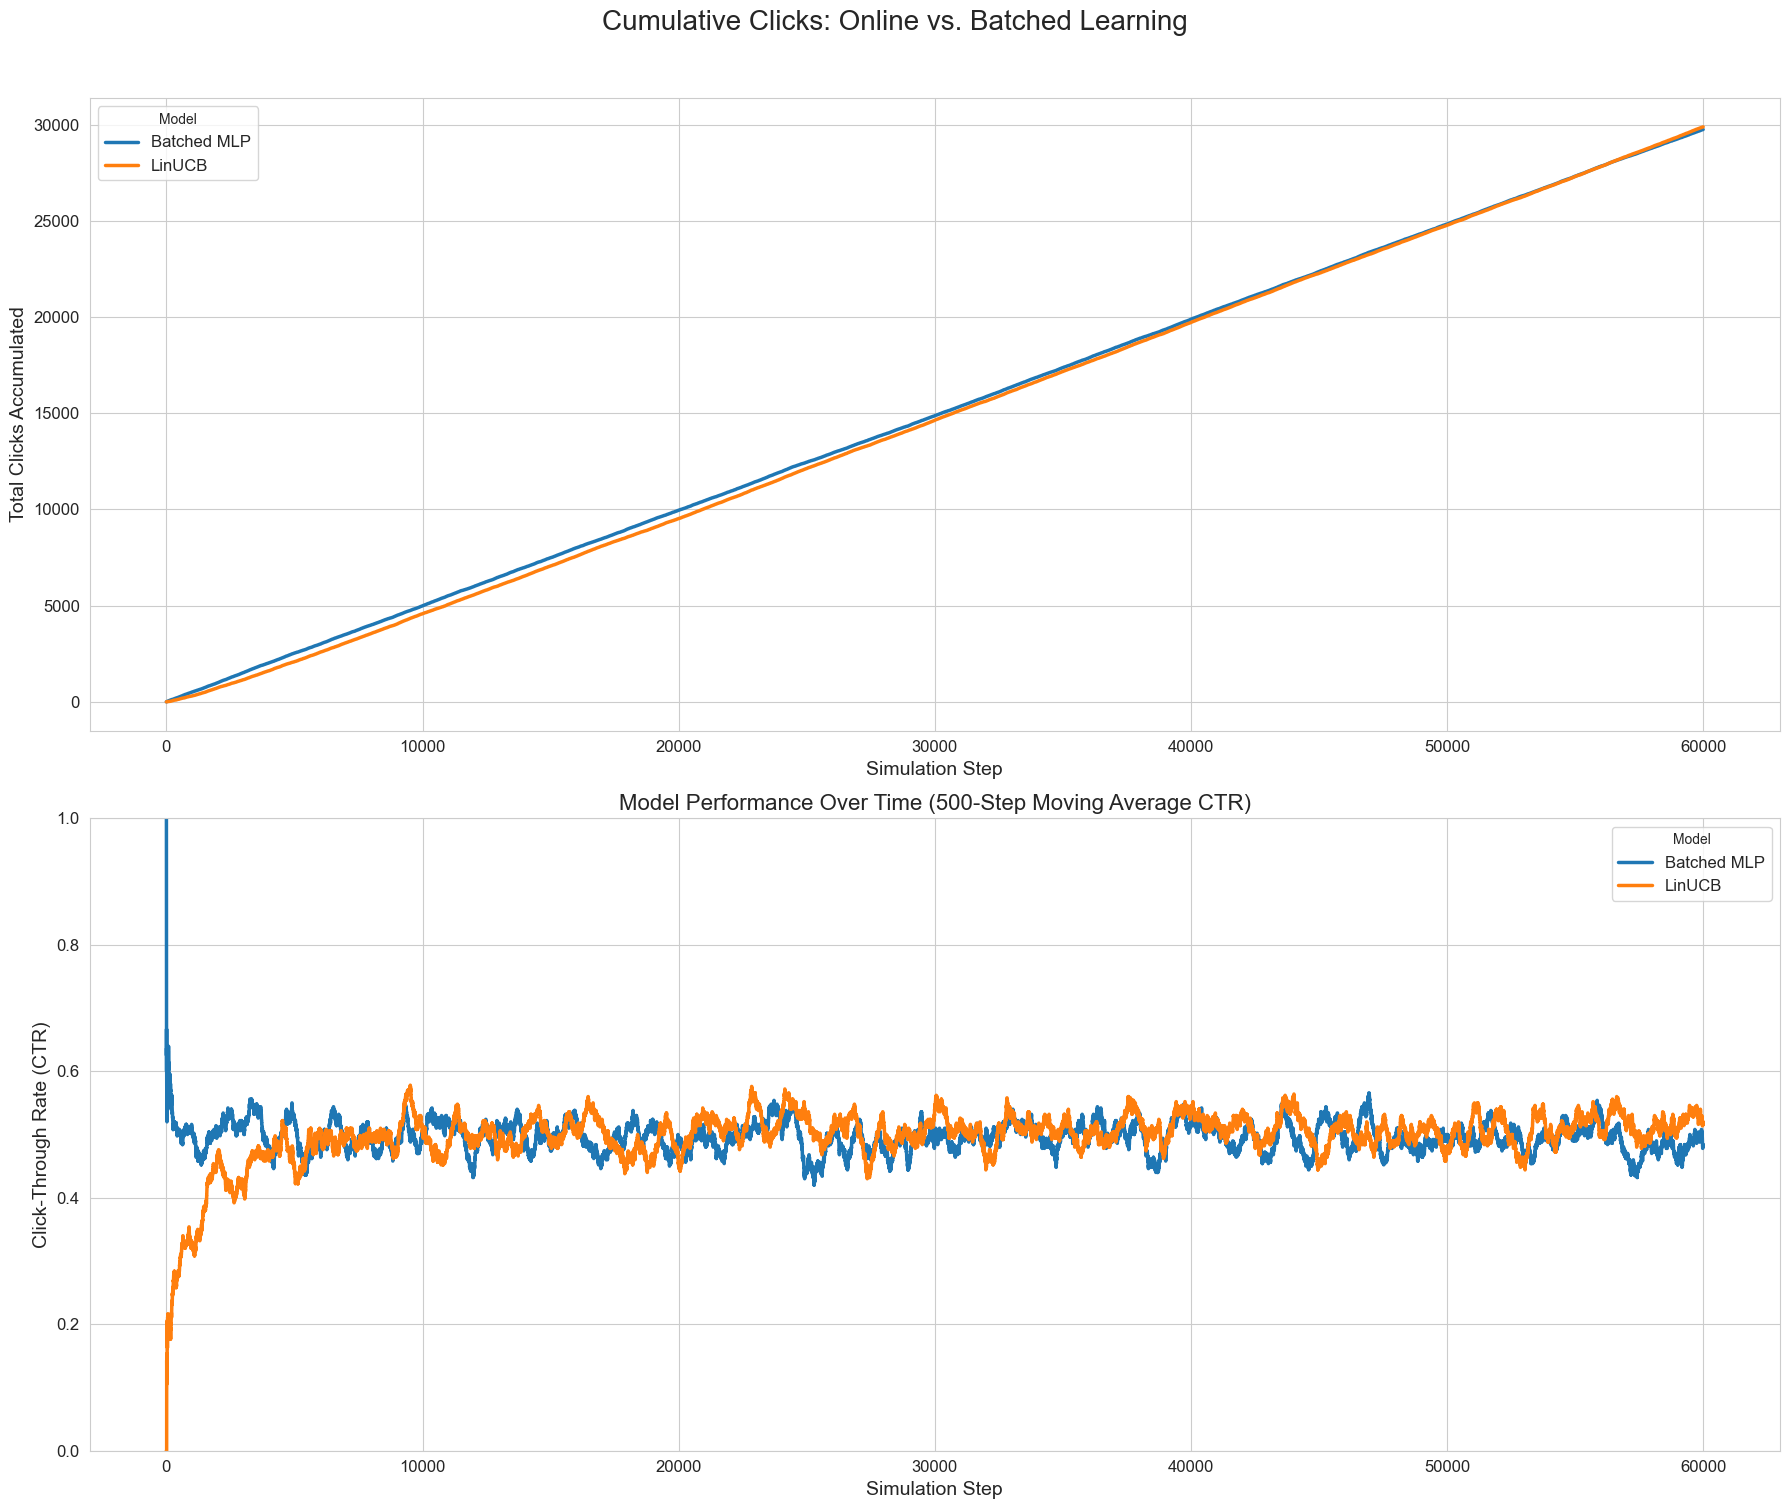 Cumulative Clicks: Online vs. Batched Learning
Model
Batched MLP
LinUCB
30000
25000
20000
15000
10000
5000
0
Total Clicks Accumulated
0 10000 20000 30000 40000 50000 60000
Simulation Step
Model Performance Over Time (500-Step Moving Average CTR)
Model
Batched MLP
LinUCB
1.0
0.8
0.6
0.4
0.2
0.0
Click-Through Rate (CTR)
0 10000 20000 30000 40000 50000 60000
Simulation Step